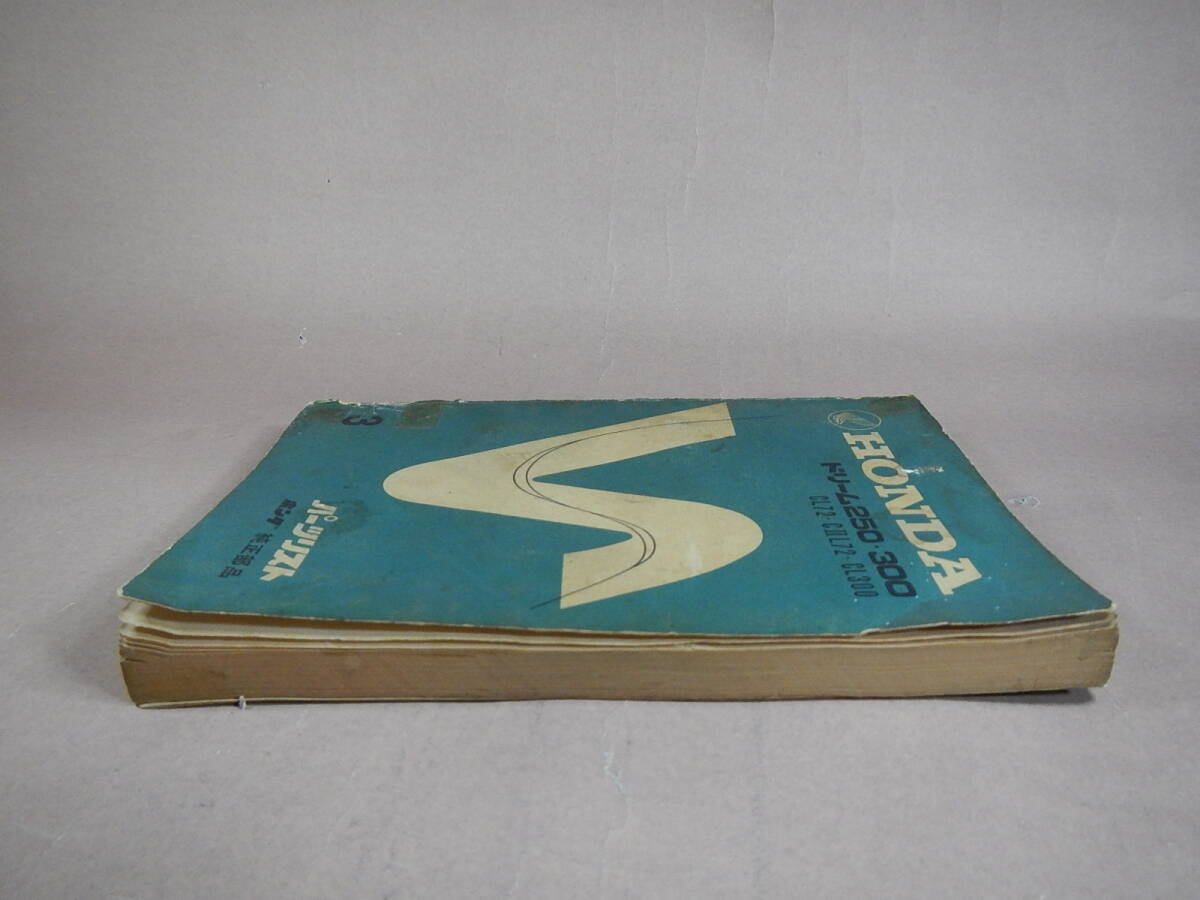 HONDA
ドリーム250・300
CL72・CⅢL72・CL300
パーツリスト
ホンダ 純正部品
3